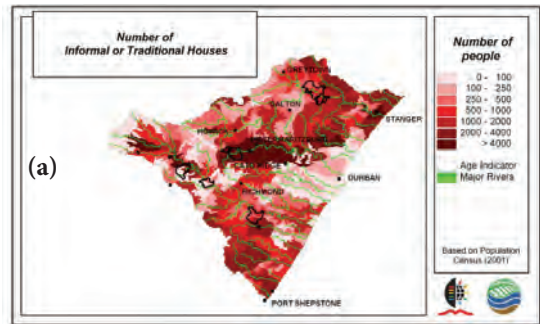 Number of
Informal or Traditional Houses
Number of
people
0 - 100
100 - 250
250 - 500
500 - 1000
1000 - 2000
2000 - 4000
> 4000
Age Indicator
Major Rivers
Based on Population
Census (2001)
(a)
GREYTOWN
DALTON
STANGER
HOWICK
DURBAN
RICHMOND
PORT SHEPSTONE